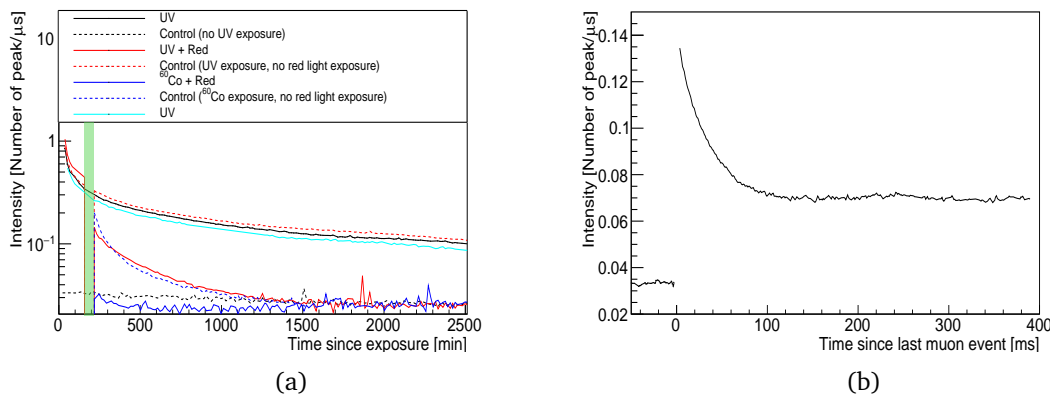 UV
Control (no UV exposure)
UV + Red
Control (UV exposure, no red light exposure)
⁶⁰Co + Red
Control (⁶⁰Co exposure, no red light exposure)
UV
Intensity [Number of peak/μs]
10
1
10⁻¹
0 500 1000 1500 2000 2500
Time since exposure [min]
(a)
Intensity [Number of peak/μs]
0.14
0.12
0.1
0.08
0.06
0.04
0.02
0 100 200 300 400
Time since last muon event [ms]
(b)